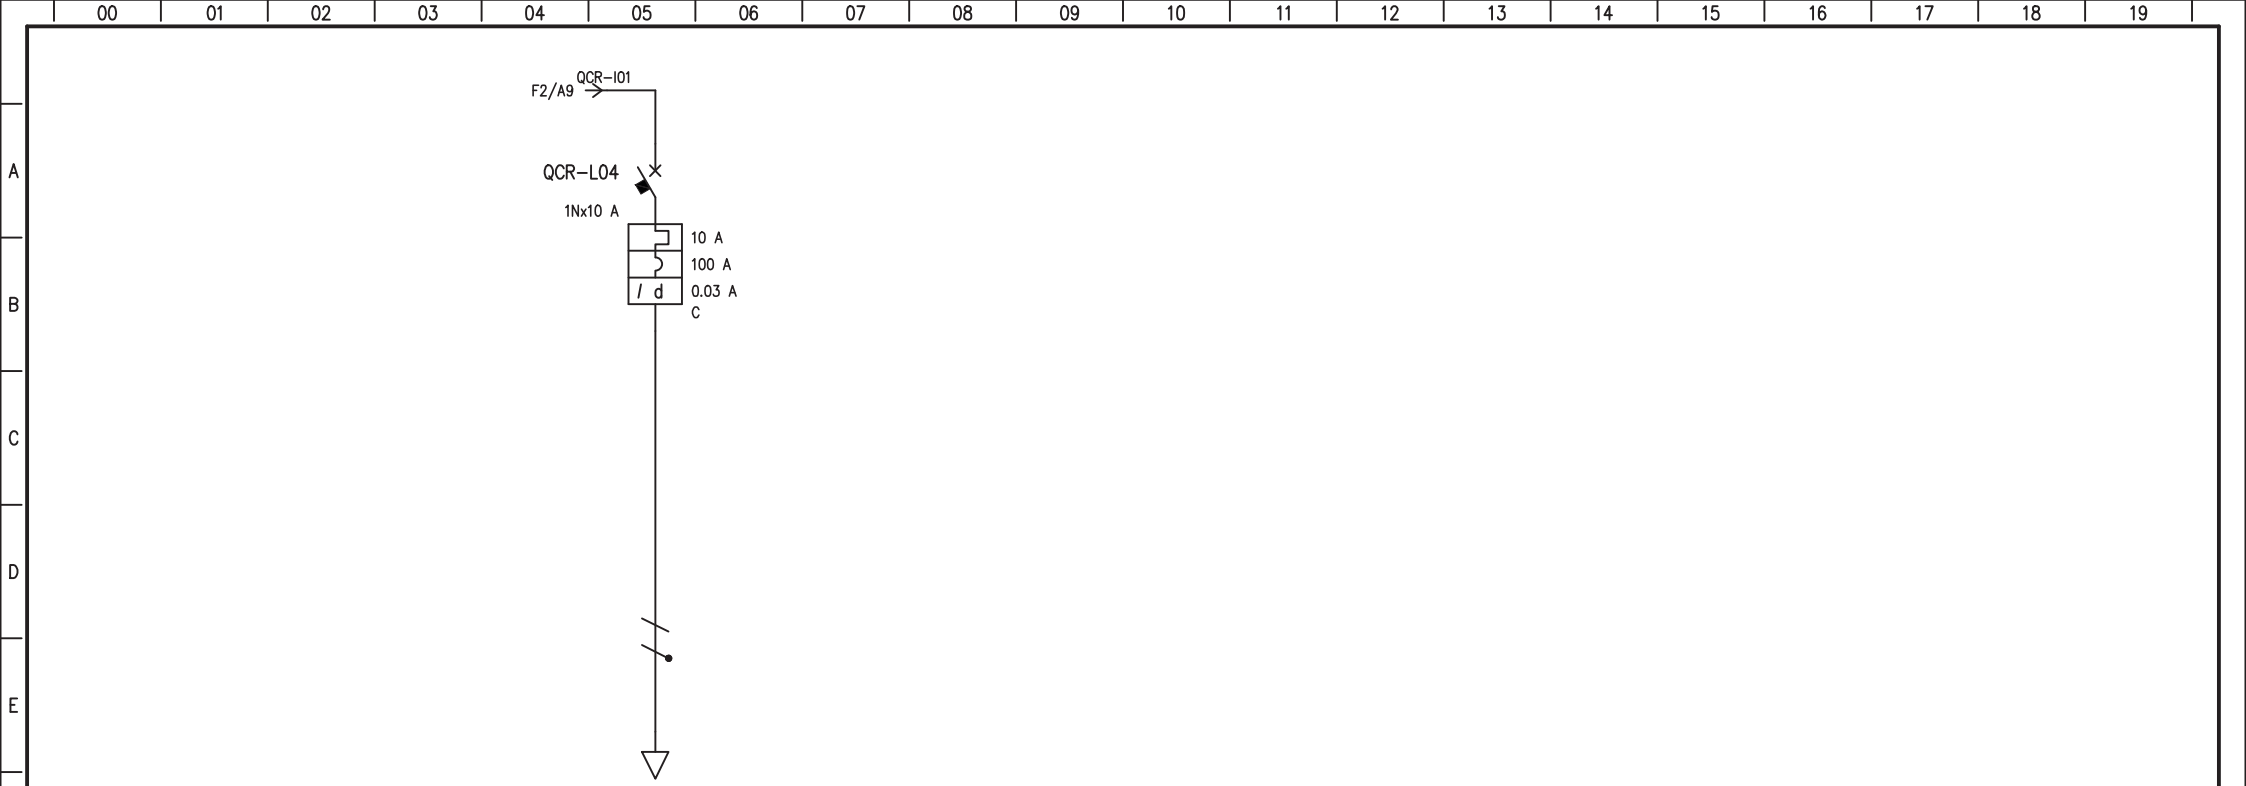 00 01 02 03 04 05 06 07 08 09 10 11 12 13 14 15 16 17 18 19
QCR-I01
F2/A9
A
QCR-L04
1Nx10 A
10 A
100 A
B
I d 0.03 A
C
C
D
E